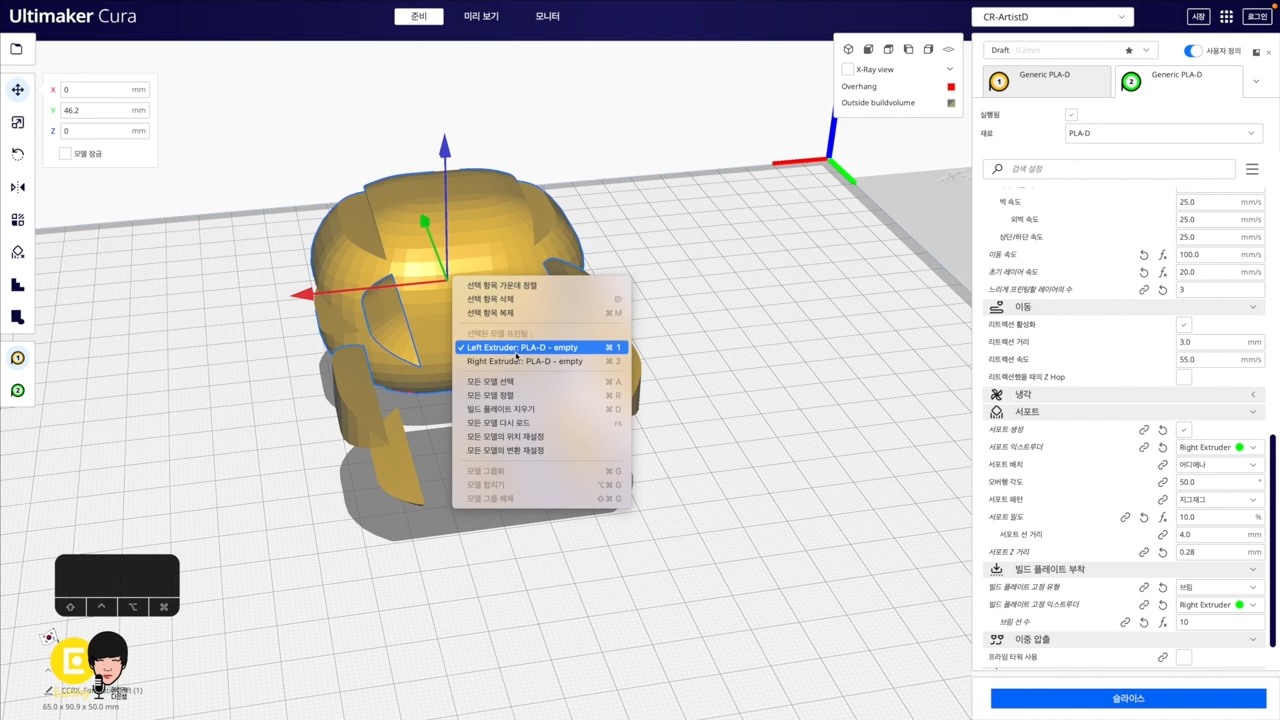 Ultimaker Cura
준비
미리 보기
모니터
CR-ArtistD
시장
로그인
X 0 mm
Y 46.2 mm
Z 0 mm
모델 잠금
X-Ray view
Overhang
Outside buildvolume
Draft - 0.2mm
사용자 정의
1 Generic PLA-D
2 Generic PLA-D
실행됨
재료 PLA-D
검색 설정
벽 속도 25.0 mm/s
외벽 속도 25.0 mm/s
상단/하단 속도 25.0 mm/s
이동 속도 100.0 mm/s
초기 레이어 속도 20.0 mm/s
느리게 프린팅할 레이어의 수 3
이동
리트렉션 활성화
리트렉션 거리 3.0 mm
리트렉션 속도 55.0 mm/s
리트렉션했을 때의 Z Hop
냉각
서포트
서포트 생성
서포트 익스트루더 Right Extruder
서포트 배치 어디에나
오버행 각도 50.0 °
서포트 패턴 지그재그
서포트 밀도 10.0 %
서포트 선 거리 4.0 mm
서포트 Z 거리 0.28 mm
빌드 플레이트 부착
빌드 플레이트 고정 유형 브림
빌드 플레이트 고정 익스트루더 Right Extruder
브림 선 수 10
이중 압출
프라임 타워 사용
슬라이스
선택 항목 가운데 정렬
선택 항목 삭제
선택 항목 복제 ⌘ M
선택된 모델 프린팅 :
✓ Left Extruder: PLA-D - empty ⌘ 1
Right Extruder: PLA-D - empty ⌘ 2
모든 모델 선택 ⌘ A
모든 모델 정렬 ⌘ R
빌드 플레이트 지우기 ⌘ D
모든 모델 다시 로드 F5
모든 모델의 위치 재설정
모든 모델의 변환 재설정
모델 그룹화 ⌘ G
모델 합치기 ⌥⌘ G
모델 그룹 해제 ⇧⌘ G
1
2
⇧ ^ ⌥ ⌘
(1)
65.0 x 90.9 x 50.0 mm